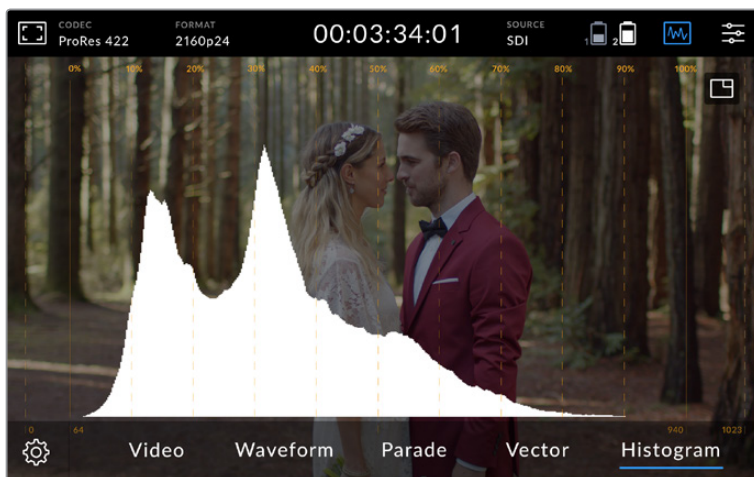 CODEC
ProRes 422
FORMAT
2160p24
00:03:34:01
SOURCE
SDI
1
2
0% 10% 20% 30% 40% 50% 60% 70% 80% 90% 100%
0 64 940 1023
Video Waveform Parade Vector Histogram